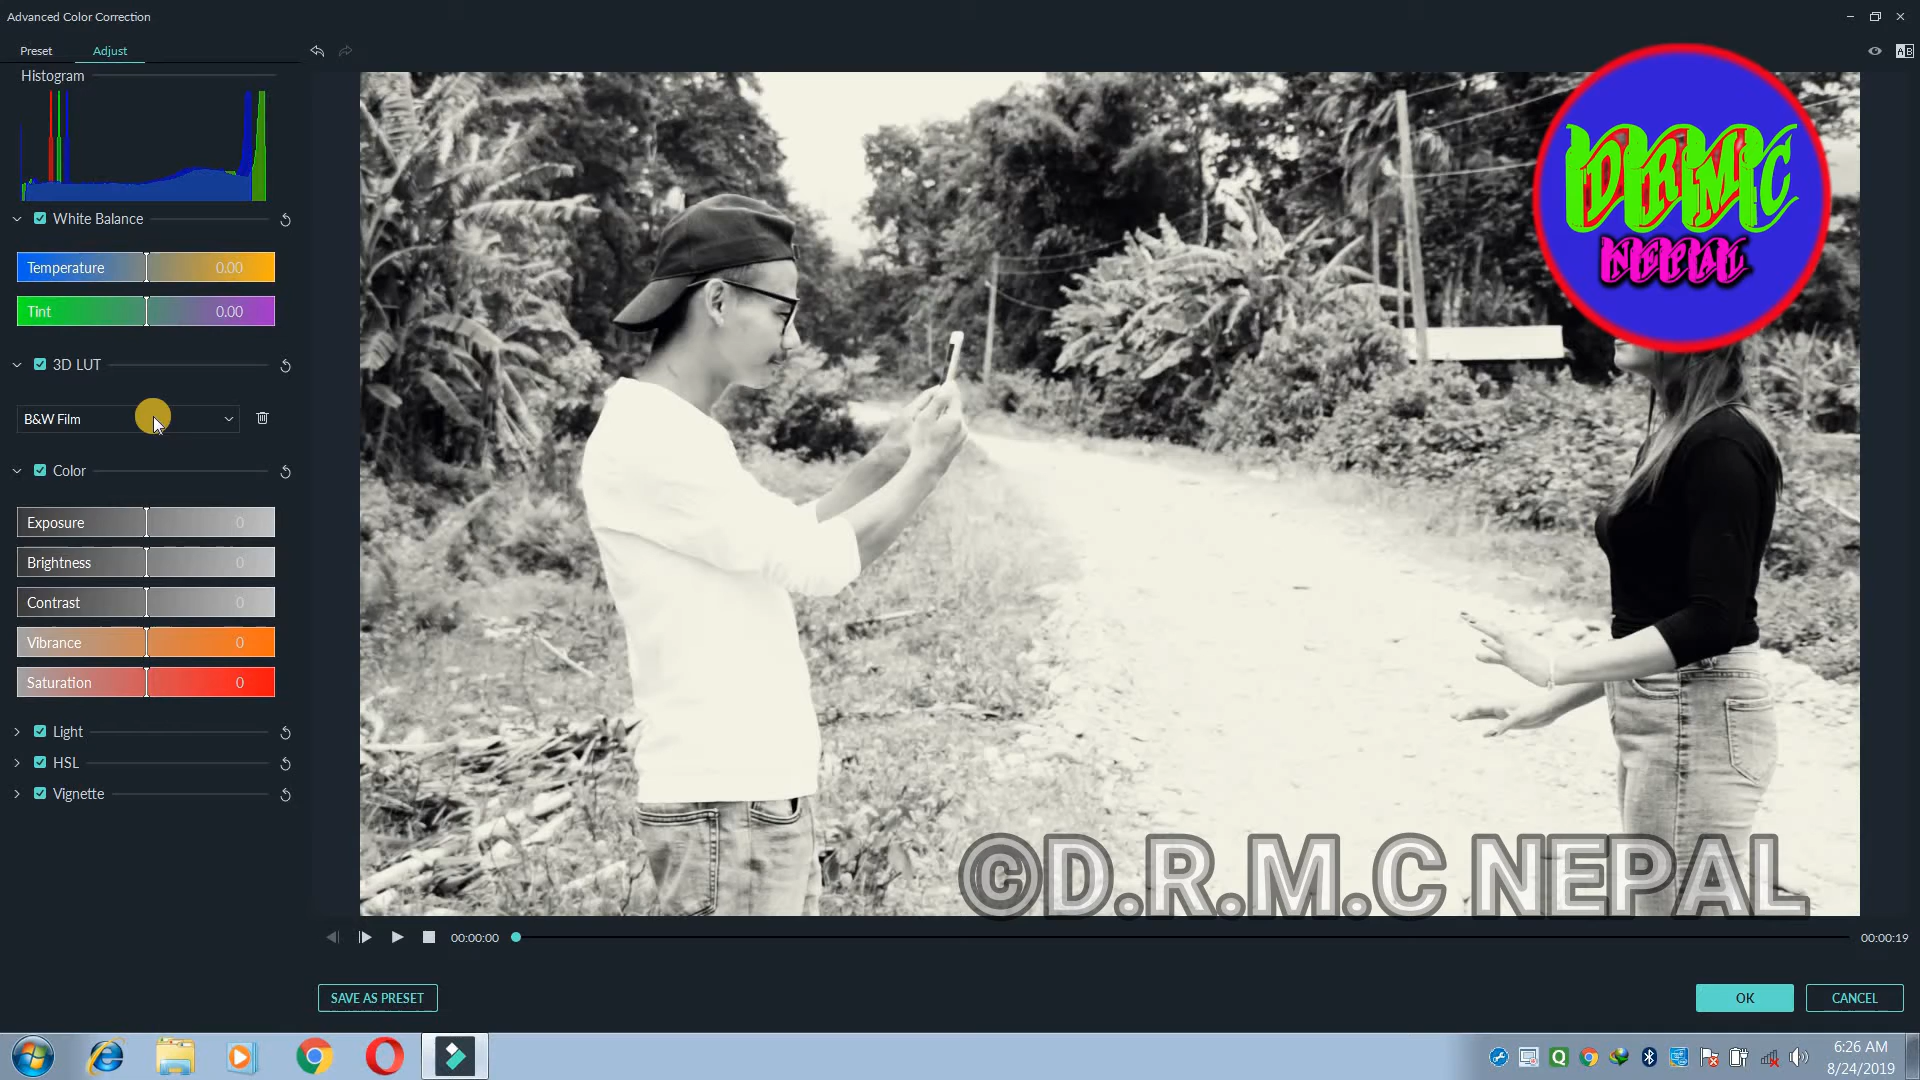 Advanced Color Correction
Preset
Adjust
Histogram
White Balance
Temperature 0.00
Tint 0.00
3D LUT
B&W Film
Color
Exposure 0
Brightness 0
Contrast 0
Vibrance 0
Saturation 0
Light
HSL
Vignette
A B
DRMC
NEPAL
©D.R.M.C NEPAL
00:00:00
00:00:19
SAVE AS PRESET
OK
CANCEL
6:26 AM
8/24/2019